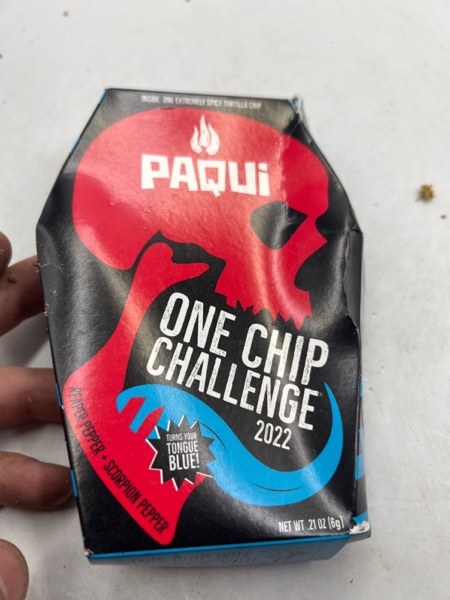 INSIDE: ONE EXTREMELY SPICY TORTILLA CHIP
PAQUI
ONE CHIP
CHALLENGE
2022
TURNS YOUR
TONGUE
BLUE!
REAPER PEPPER + SCORPION PEPPER
NET WT .21 OZ (6g)